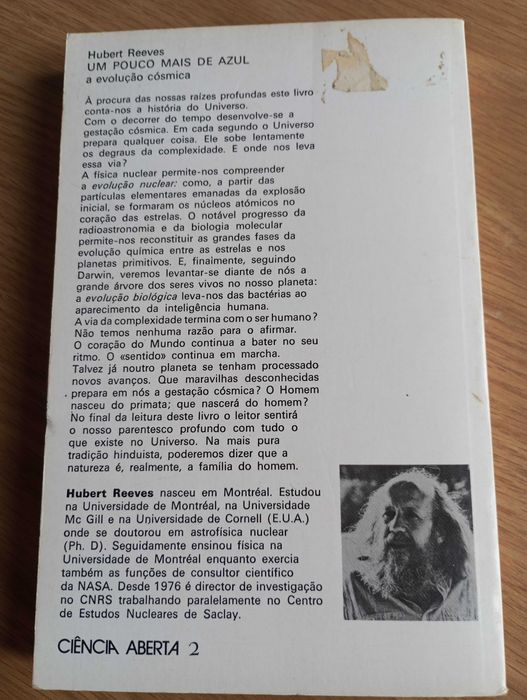 Hubert Reeves
UM POUCO MAIS DE AZUL
a evolução cósmica
À procura das nossas raízes profundas este livro
conta-nos a história do Universo.
Com o decorrer do tempo desenvolve-se a
gestação cósmica. Em cada segundo o Universo
prepara qualquer coisa. Ele sobe lentamente
os degraus da complexidade. E onde nos leva
essa via?
A física nuclear permite-nos compreender
a evolução nuclear: como, a partir das
partículas elementares emanadas da explosão
inicial, se formaram os núcleos atómicos no
coração das estrelas. O notável progresso da
radioastronomia e da biologia molecular
permite-nos reconstituir as grandes fases da
evolução química entre as estrelas e nos
planetas primitivos. E, finalmente, seguindo
Darwin, veremos levantar-se diante de nós a
grande árvore dos seres vivos no nosso planeta:
a evolução biológica leva-nos das bactérias ao
aparecimento da inteligência humana.
A via da complexidade termina com o ser humano?
Não temos nenhuma razão para o afirmar.
O coração do Mundo continua a bater no seu
ritmo. O «sentido» continua em marcha.
Talvez já noutro planeta se tenham processado
novos avanços. Que maravilhas desconhecidas
prepara em nós a gestação cósmica? O Homem
nasceu do primata; que nascerá do homem?
No final da leitura deste livro o leitor sentirá
o nosso parentesco profundo com tudo o
que existe no Universo. Na mais pura
tradição hinduista, poderemos dizer que a
natureza é, realmente, a família do homem.
Hubert Reeves nasceu em Montréal. Estudou
na Universidade de Montréal, na Universidade
Mc Gill e na Universidade de Cornell (E.U.A.)
onde se doutorou em astrofísica nuclear
(Ph. D). Seguidamente ensinou física na
Universidade de Montréal enquanto exercia
também as funções de consultor científico
da NASA. Desde 1976 é director de investigação
no CNRS trabalhando paralelamente no Centro
de Estudos Nucleares de Saclay.
CIÊNCIA ABERTA 2